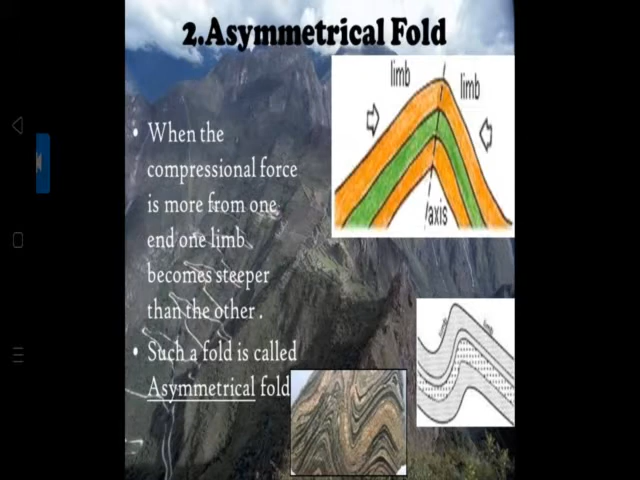 2.Asymmetrical Fold
limb
limb
axis
• When the
compressional force
is more from one
end one limb
becomes steeper
than the other .
• Such a fold is called
Asymmetrical fold
limb